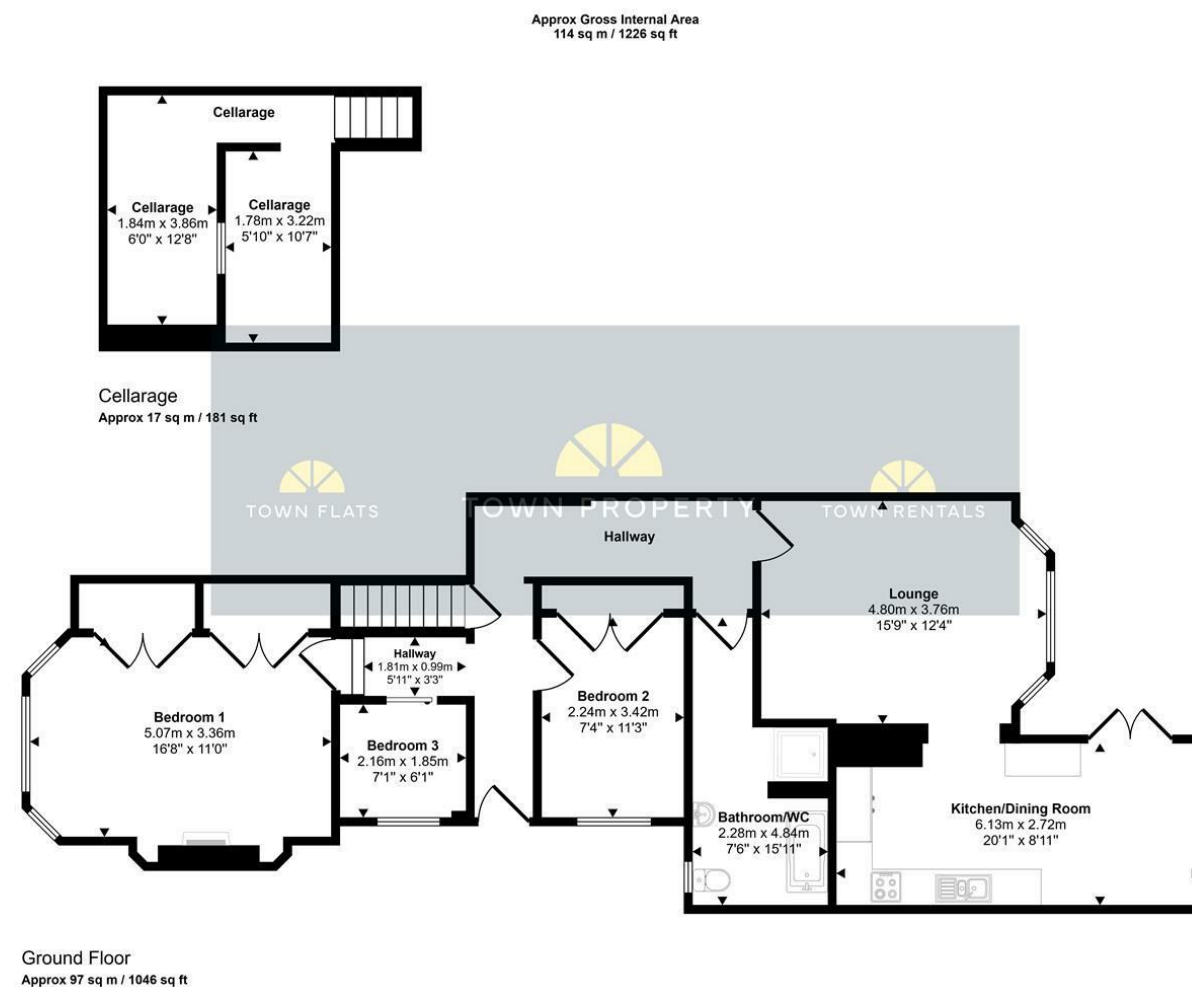 Approx Gross Internal Area
114 sq m / 1226 sq ft
Cellarage
Cellarage
1.84m x 3.86m
6'0" x 12'8"
Cellarage
1.78m x 3.22m
5'10" x 10'7"
Cellarage
Approx 17 sq m / 181 sq ft
TOWN FLATS
TOWN PROPERTY
TOWN RENTALS
Hallway
Lounge
4.80m x 3.76m
15'9" x 12'4"
Hallway
1.81m x 0.99m
5'11" x 3'3"
Bedroom 1
5.07m x 3.36m
16'8" x 11'0"
Bedroom 3
2.16m x 1.85m
7'1" x 6'1"
Bedroom 2
2.24m x 3.42m
7'4" x 11'3"
Bathroom/WC
2.28m x 4.84m
7'6" x 15'11"
Kitchen/Dining Room
6.13m x 2.72m
20'1" x 8'11"
Ground Floor
Approx 97 sq m / 1046 sq ft